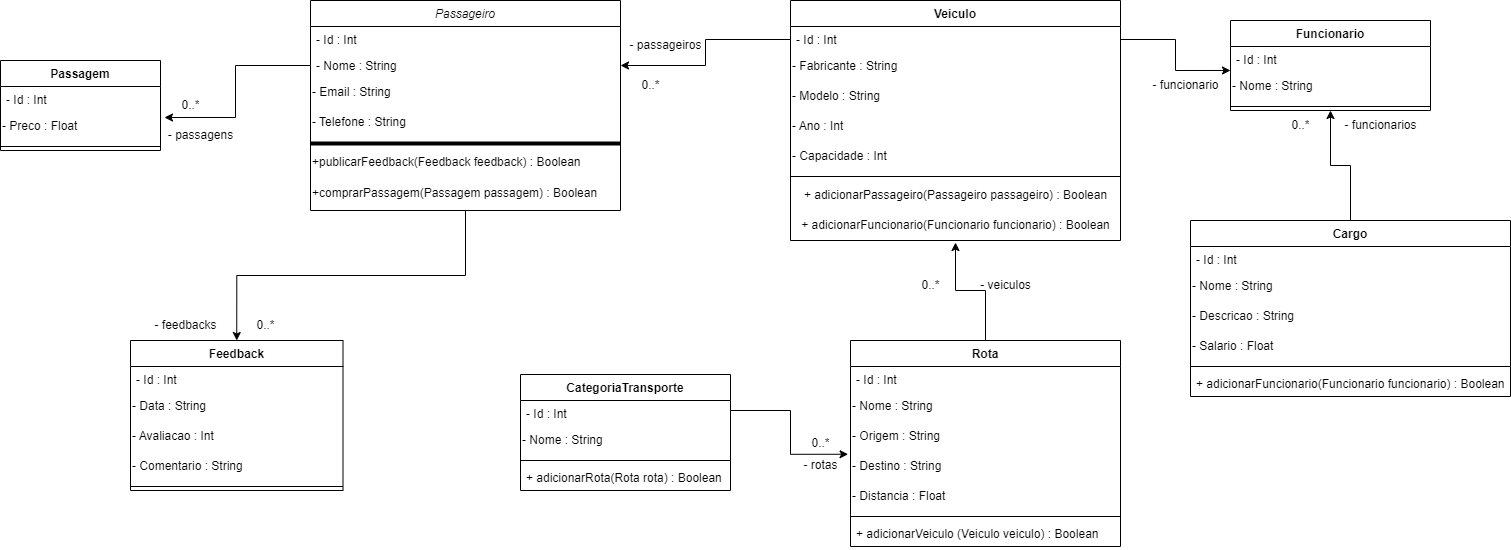 Passagem
- Id : Int
- Preco : Float
0..*
- passagens
Passageiro
- Id : Int
- Nome : String
- Email : String
- Telefone : String
+publicarFeedback(Feedback feedback) : Boolean
+comprarPassagem(Passagem passagem) : Boolean
- passageiros
0..*
Veiculo
- Id : Int
- Fabricante : String
- Modelo : String
- Ano : Int
- Capacidade : Int
+ adicionarPassageiro(Passageiro passageiro) : Boolean
+ adicionarFuncionario(Funcionario funcionario) : Boolean
- funcionario
Funcionario
- Id : Int
- Nome : String
0..*
- funcionarios
Cargo
- Id : Int
- Nome : String
- Descricao : String
- Salario : Float
+ adicionarFuncionario(Funcionario funcionario) : Boolean
- feedbacks
0..*
Feedback
- Id : Int
- Data : String
- Avaliacao : Int
- Comentario : String
CategoriaTransporte
- Id : Int
- Nome : String
+ adicionarRota(Rota rota) : Boolean
0..*
- rotas
0..*
- veiculos
Rota
- Id : Int
- Nome : String
- Origem : String
- Destino : String
- Distancia : Float
+ adicionarVeiculo (Veiculo veiculo) : Boolean